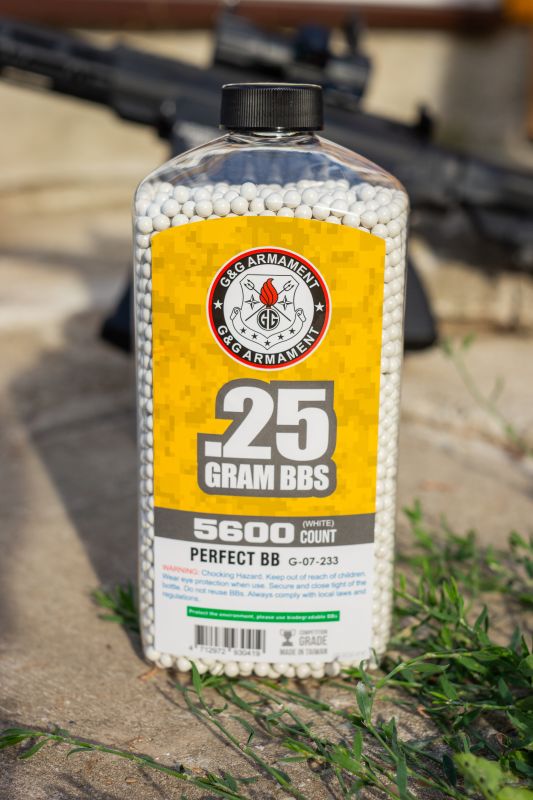 G&G ARMAMENT
GG
G&G ARMAMENT
.25
GRAM BBS
5600 (WHITE) COUNT
PERFECT BB G-07-233
WARNING: Chocking Hazard. Keep out of reach of children.
Wear eye protection when use. Secure and close tight of the
bottle. Do not reuse BBs. Always comply with local laws and
regulations.
Protect the environment, please use biodegradable BBs
COMPETITION
GRADE
MADE IN TAIWAN
4 712972 930419